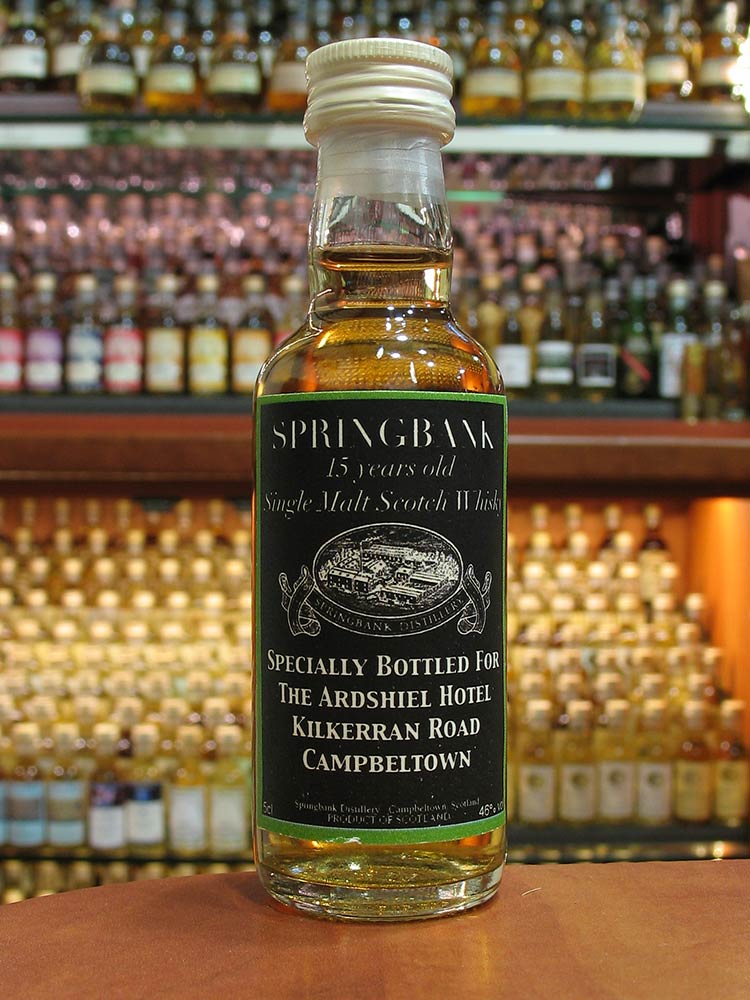 SPRINGBANK
15 years old
Single Malt Scotch Whisky
SPRINGBANK DISTILLERY
SPECIALLY BOTTLED FOR
THE ARDSHIEL HOTEL
KILKERRAN ROAD
CAMPBELTOWN
Springbank Distillery Campbeltown Scotland
5cl PRODUCT OF SCOTLAND 46%